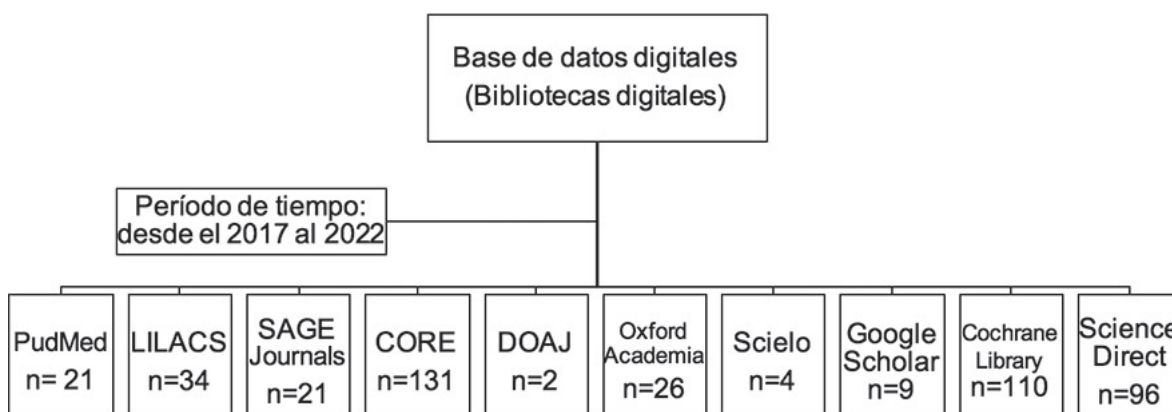 Base de datos digitales
(Bibliotecas digitales)
Período de tiempo:
desde el 2017 al 2022
PudMed
n= 21
LILACS
n=34
SAGE
Journals
n=21
CORE
n=131
DOAJ
n=2
Oxford
Academia
n=26
Scielo
n=4
Google
Scholar
n=9
Cochrane
Library
n=110
Science
Direct
n=96